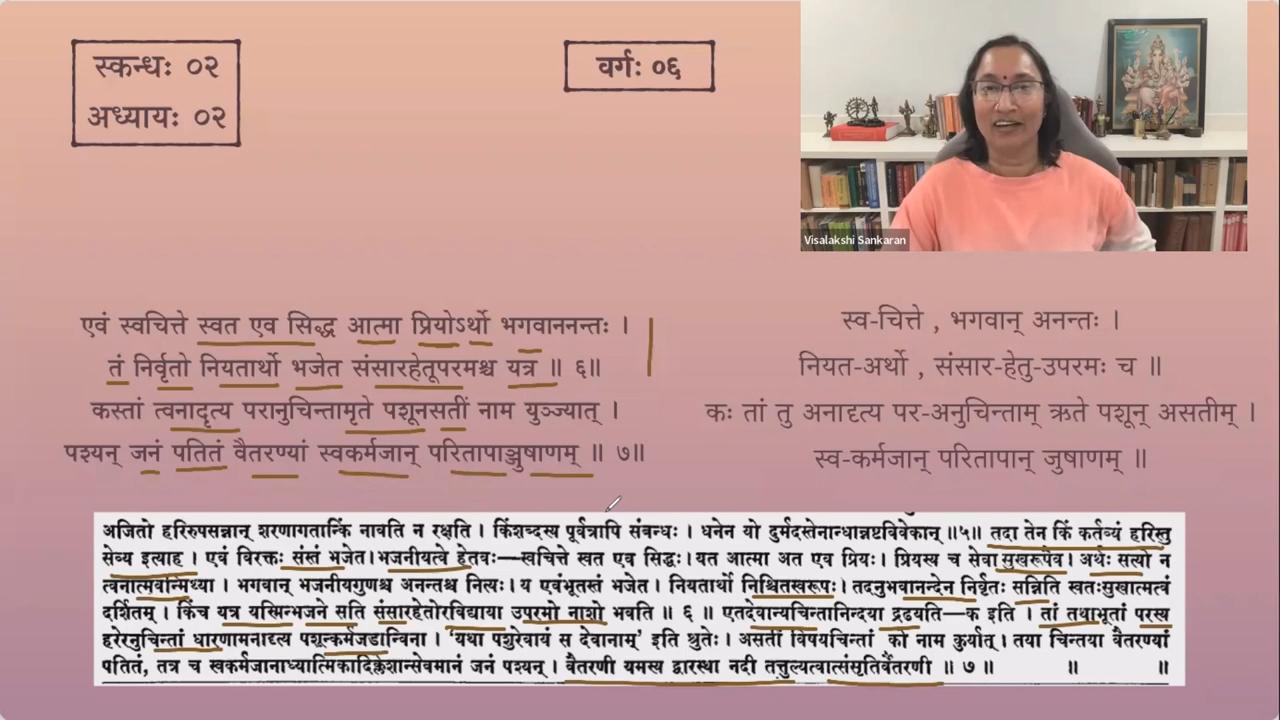 स्कन्धः ०२
अध्यायः ०२
वर्गः ०६
Visalakshi Sankaran
एवं स्वचित्ते स्वत एव सिद्ध आत्मा प्रियोऽर्थो भगवाननन्तः ।
तं निर्वृतो नियतार्थो भजेत संसारहेतूपरमश्च यत्र ॥ ६॥
कस्तां त्वनादृत्य परानुचिन्तामृते पशूनसतीं नाम युञ्ज्यात् ।
पश्यन् जनं पतितं वैतरण्यां स्वकर्मजान् परितापाञ्जुषाणम् ॥ ७॥
स्व-चित्ते , भगवान् अनन्तः ।
नियत-अर्थो , संसार-हेतु-उपरमः च ॥
कः तां तु अनादृत्य पर-अनुचिन्ताम् ऋते पशून् असतीम् ।
स्व-कर्मजान् परितापान् जुषाणम् ॥
अजितो हरिरुपसन्नान् शरणागतान्किं नावति न रक्षति । किंशब्दस्य पूर्वत्रापि संबन्धः । धनेन यो दुर्मदस्तेनान्धान्नष्टविवेकान् ॥५॥ तदा तेन किं कर्तव्यं हरिस्तु
सेव्य इत्याह । एवं विरक्तः संस्तं भजेत । भजनीयत्वे हेतवः—स्वचित्ते स्वत एव सिद्धः । यत आत्मा अत एव प्रियः । प्रियस्य च सेवा सुखरूपैव । अर्थः सत्यो न
त्वनात्मवन्मिथ्या । भगवान् भजनीयगुणश्च अनन्तश्च नित्यः । य एवंभूतस्तं भजेत । नियतार्थो निश्चितस्वरूपः । तदनुभवानन्देन निर्वृतः सन्निति स्वतःसुखात्मत्वं
दर्शितम् । किंच यत्र यस्मिन्भजने सति संसारहेतोरविद्याया उपरमो नाशो भवति ॥ ६ ॥ एतदेवान्यचिन्तानिन्दया द्रढयति—क इति । तां तथाभूतां परस्य
हरेरनुचिन्तां धारणामनादृत्य पशून्कर्मजडान्विना । ‘यथा पशुरेवायं स देवानाम्’ इति श्रुतेः । असतीं विषयचिन्तां को नाम कुर्यात् । तया चिन्तया वैतरण्यां
पतितं, तत्र च स्वकर्मजानाध्यात्मिकादिक्लेशान्सेवमानं जनं पश्यन् । वैतरणी यमस्य द्वारस्था नदी तत्तुल्यत्वात्संसृतिर्वैतरणी ॥ ७ ॥ ॥ ॥